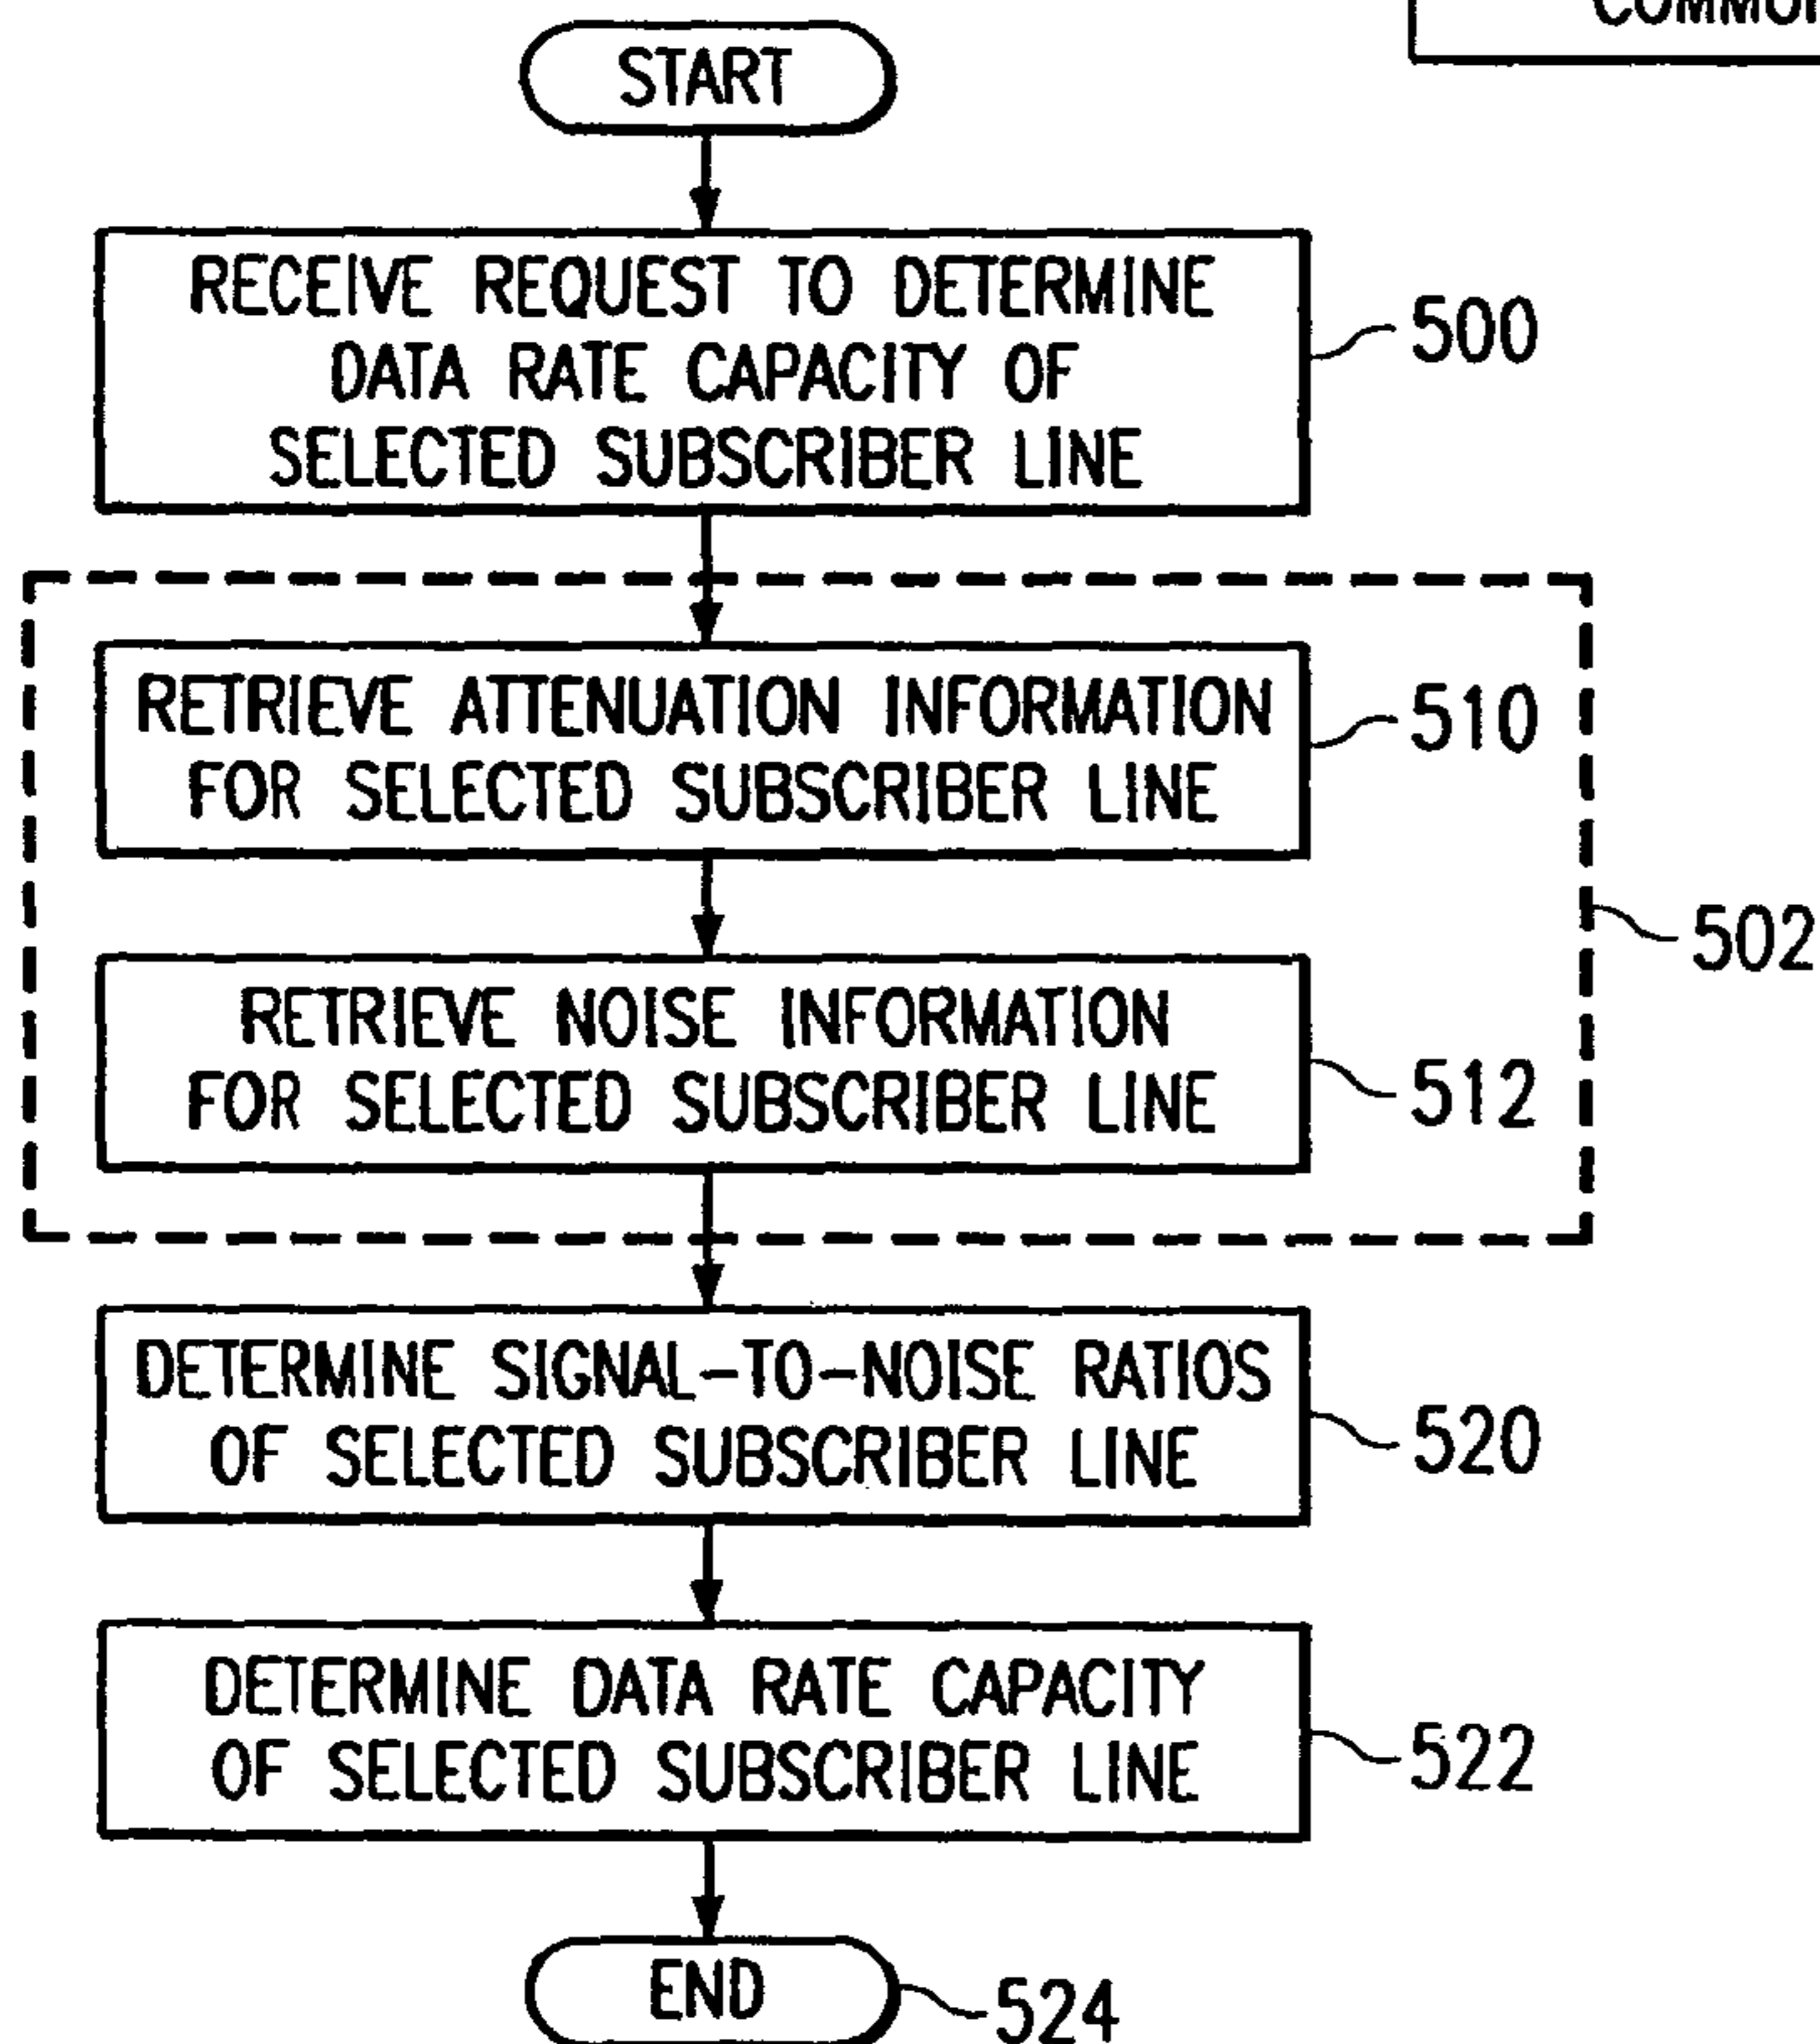 START
RECEIVE REQUEST TO DETERMINE
DATA RATE CAPACITY OF
SELECTED SUBSCRIBER LINE
500
RETRIEVE ATTENUATION INFORMATION
FOR SELECTED SUBSCRIBER LINE
510
502
RETRIEVE NOISE INFORMATION
FOR SELECTED SUBSCRIBER LINE
512
DETERMINE SIGNAL-TO-NOISE RATIOS
OF SELECTED SUBSCRIBER LINE
520
DETERMINE DATA RATE CAPACITY
OF SELECTED SUBSCRIBER LINE
522
END
524